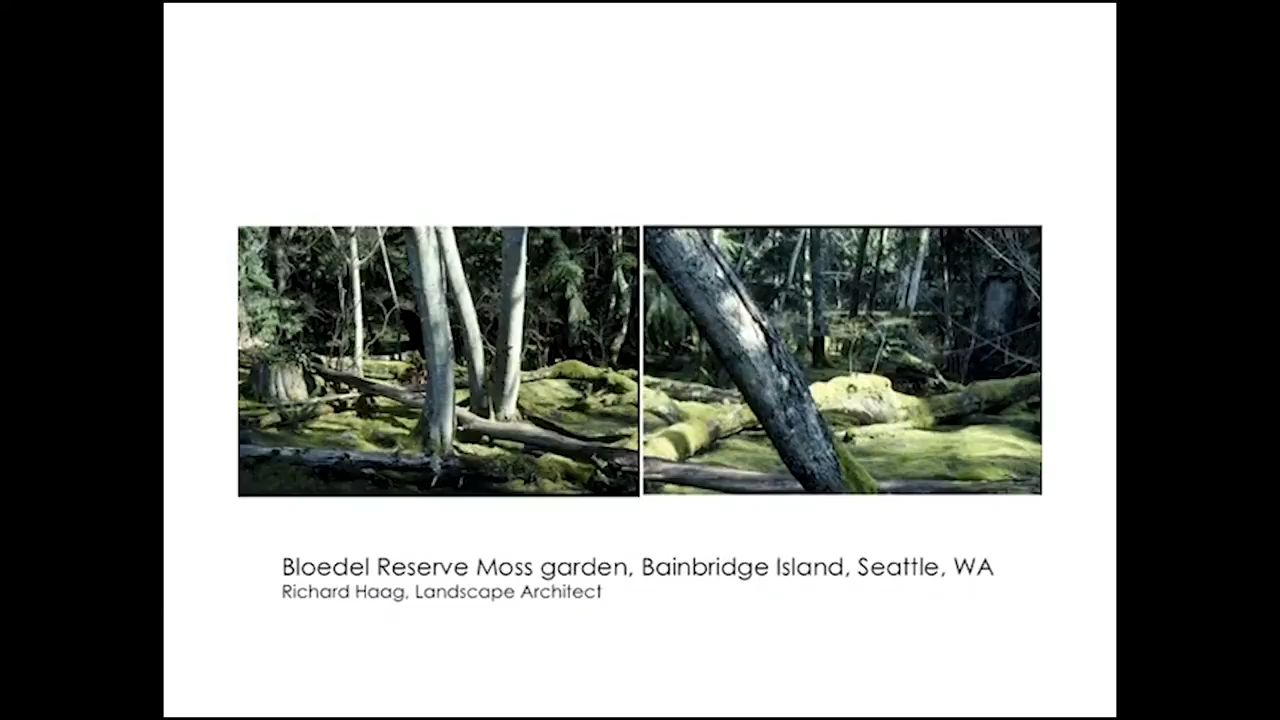 Bloedel Reserve Moss garden, Bainbridge Island, Seattle, WA
Richard Haag, Landscape Architect